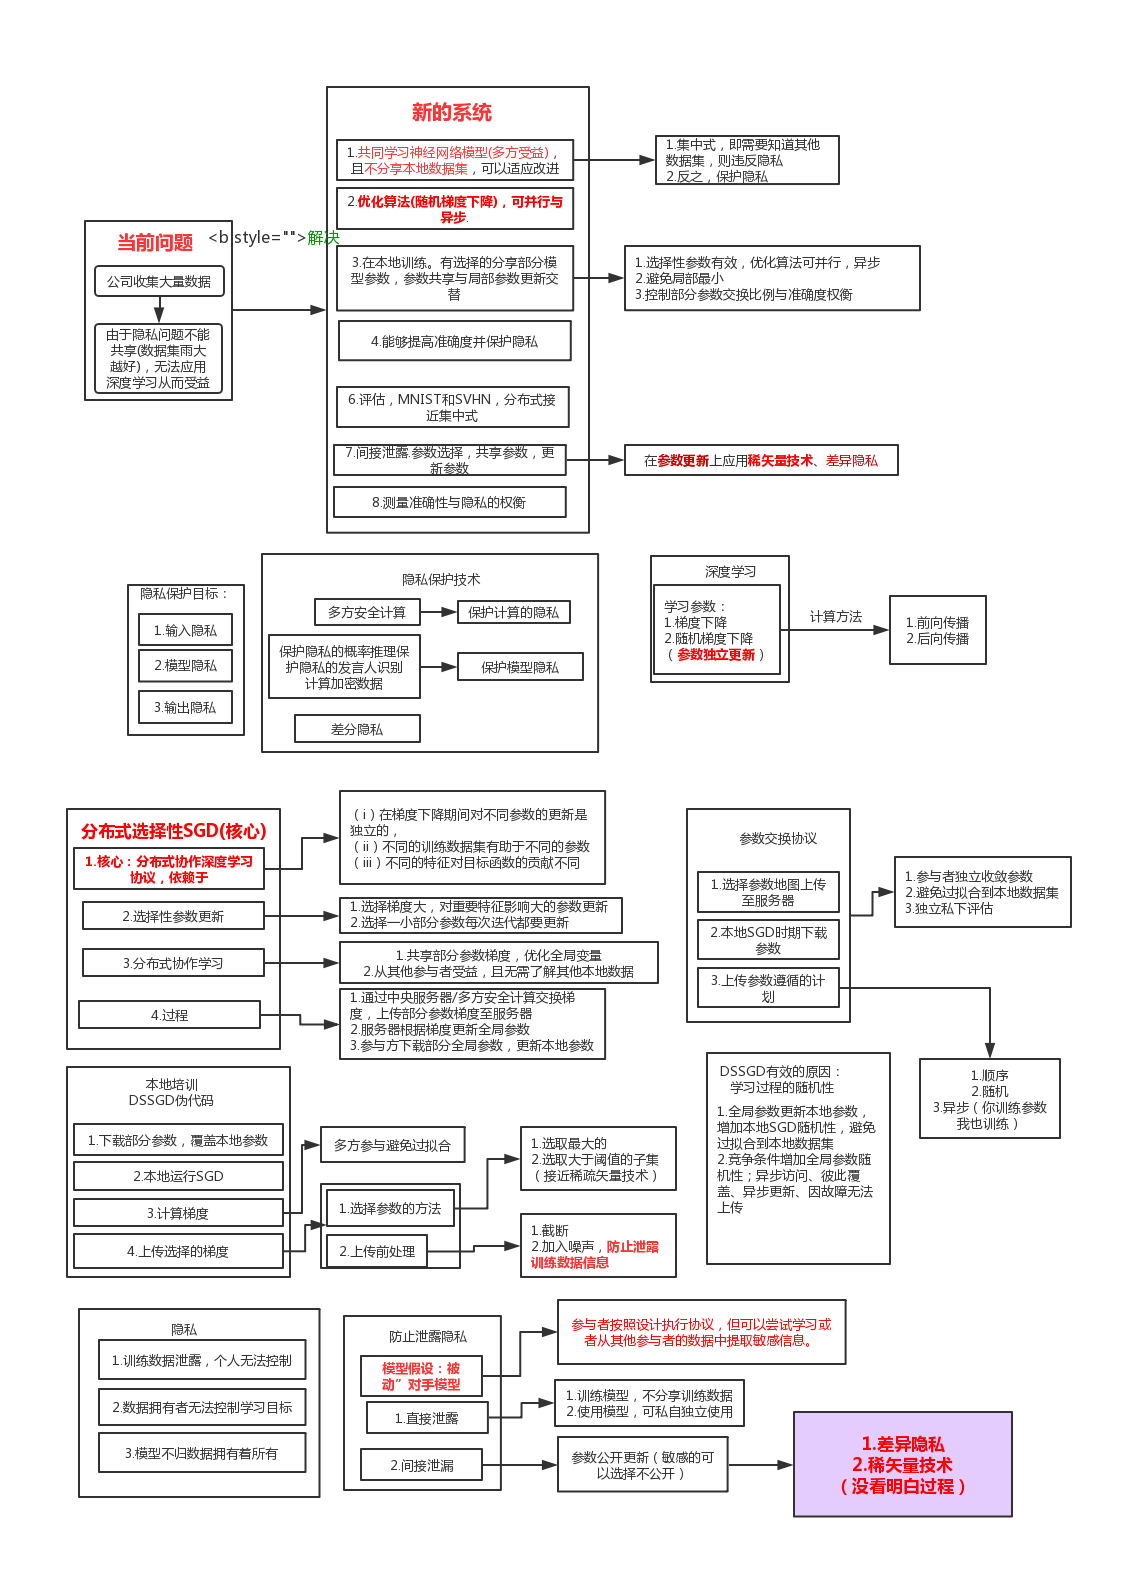 新的系统
1.共同学习神经网络模型(多方受益)，
且不分享本地数据集，可以适应改进
1.集中式，即需要知道其他
数据集，则违反隐私
2.反之，保护隐私
2.优化算法(随机梯度下降)，可并行与
异步.
当前问题
<b style="">解决
公司收集大量数据
由于隐私问题不能
共享(数据集雨大
越好)，无法应用
深度学习从而受益
3.在本地训练。有选择的分享部分模
型参数，参数共享与局部参数更新交
替
1.选择性参数有效，优化算法可并行，异步
2.避免局部最小
3.控制部分参数交换比例与准确度权衡
4.能够提高准确度并保护隐私
6.评估，MNIST和SVHN，分布式接
近集中式
7.间接泄露.参数选择，共享参数，更
新参数
在参数更新上应用稀矢量技术、差异隐私
8.测量准确性与隐私的权衡
隐私保护目标：
1.输入隐私
2.模型隐私
3.输出隐私
隐私保护技术
多方安全计算
保护计算的隐私
保护隐私的概率推理保
护隐私的发言人识别
计算加密数据
保护模型隐私
差分隐私
深度学习
学习参数：
1.梯度下降
2.随机梯度下降
（参数独立更新）
计算方法
1.前向传播
2.后向传播
分布式选择性SGD(核心)
1.核心：分布式协作深度学习
协议，依赖于
（i）在梯度下降期间对不同参数的更新是
独立的，
（ii）不同的训练数据集有助于不同的参数
（iii）不同的特征对目标函数的贡献不同
2.选择性参数更新
1.选择梯度大，对重要特征影响大的参数更新
2.选择一小部分参数每次迭代都要更新
3.分布式协作学习
1.共享部分参数梯度，优化全局变量
2.从其他参与者受益，且无需了解其他本地数据
4.过程
1.通过中央服务器/多方安全计算交换梯
度，上传部分参数梯度至服务器
2.服务器根据梯度更新全局参数
3.参与方下载部分全局参数，更新本地参数
参数交换协议
1.选择参数地图上传
至服务器
2.本地SGD时期下载
参数
3.上传参数遵循的计
划
1.参与者独立收敛参数
2.避免过拟合到本地数据集
3.独立私下评估
1.顺序
2.随机
3.异步（你训练参数
我也训练）
本地培训
DSSGD伪代码
1.下载部分参数，覆盖本地参数
2.本地运行SGD
3.计算梯度
4.上传选择的梯度
多方参与避免过拟合
1.选择参数的方法
2.上传前处理
1.选取最大的
2.选取大于阈值的子集
（接近稀疏矢量技术）
1.截断
2.加入噪声，防止泄露
训练数据信息
DSSGD有效的原因：
学习过程的随机性
1.全局参数更新本地参数，
增加本地SGD随机性，避免
过拟合到本地数据集
2.竞争条件增加全局参数随
机性；异步访问、彼此覆
盖、异步更新、因故障无法
上传
隐私
1.训练数据泄露，个人无法控制
2.数据拥有者无法控制学习目标
3.模型不归数据拥有着所有
防止泄露隐私
模型假设：被
动”对手模型
1.直接泄露
2.间接泄漏
参与者按照设计执行协议，但可以尝试学习或
者从其他参与者的数据中提取敏感信息。
1.训练模型，不分享训练数据
2.使用模型，可私自独立使用
参数公开更新（敏感的可
以选择不公开）
1.差异隐私
2.稀矢量技术
（没看明白过程）